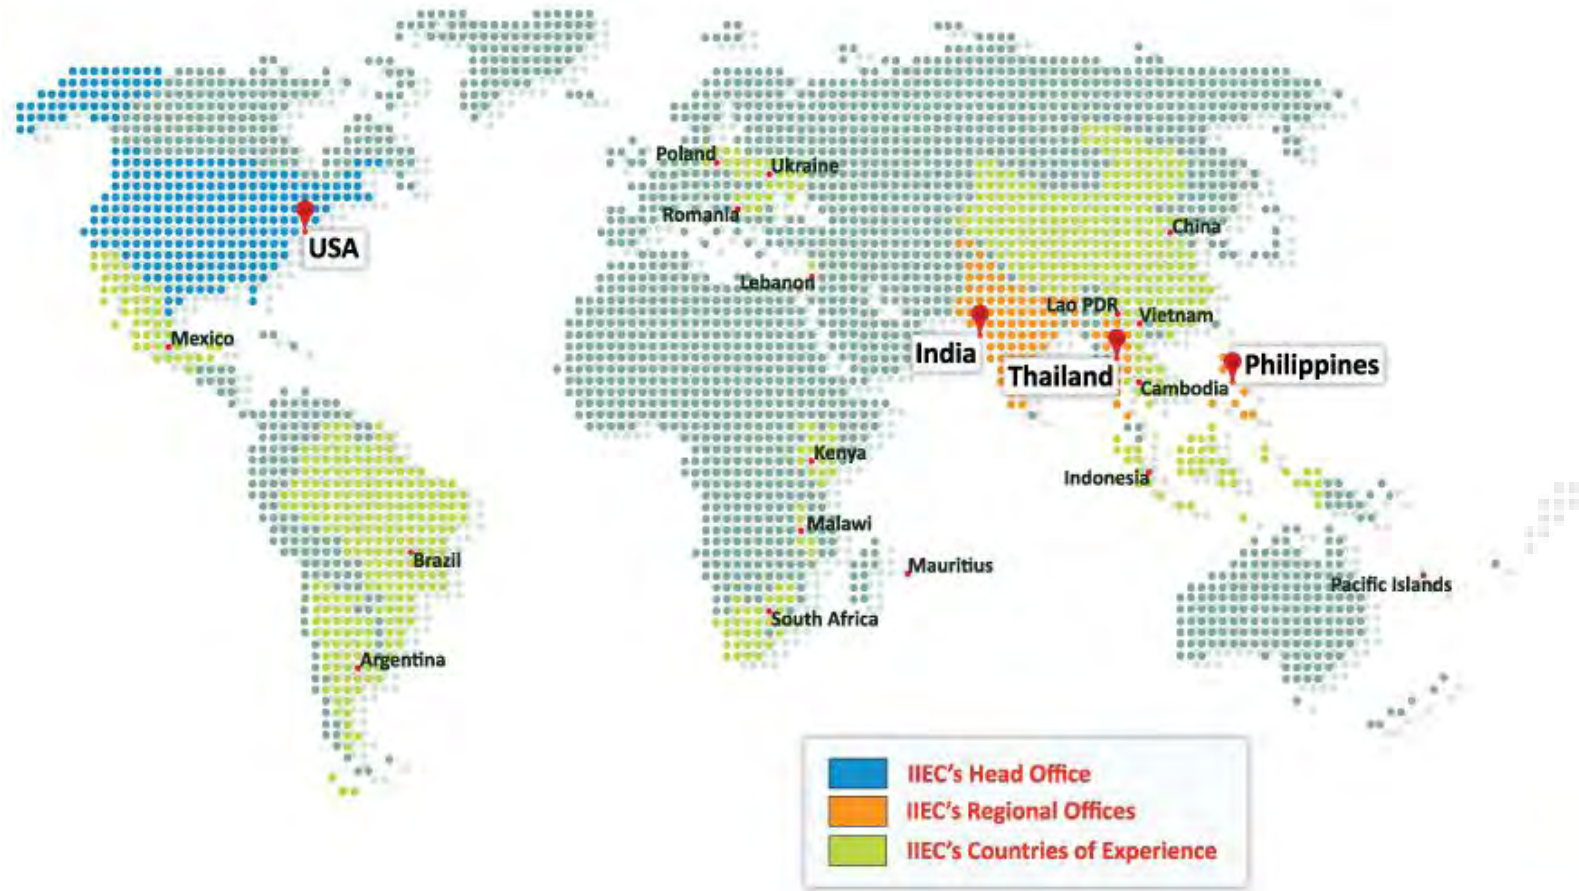 Poland
Ukraine
Romania
China
USA
Lebanon
Lao PDR
Vietnam
Mexico
India
Thailand
Philippines
Cambodia
Kenya
Indonesia
Malawi
Brazil
Mauritius
Pacific Islands
South Africa
Argentina
IIEC's Head Office
IIEC's Regional Offices
IIEC's Countries of Experience